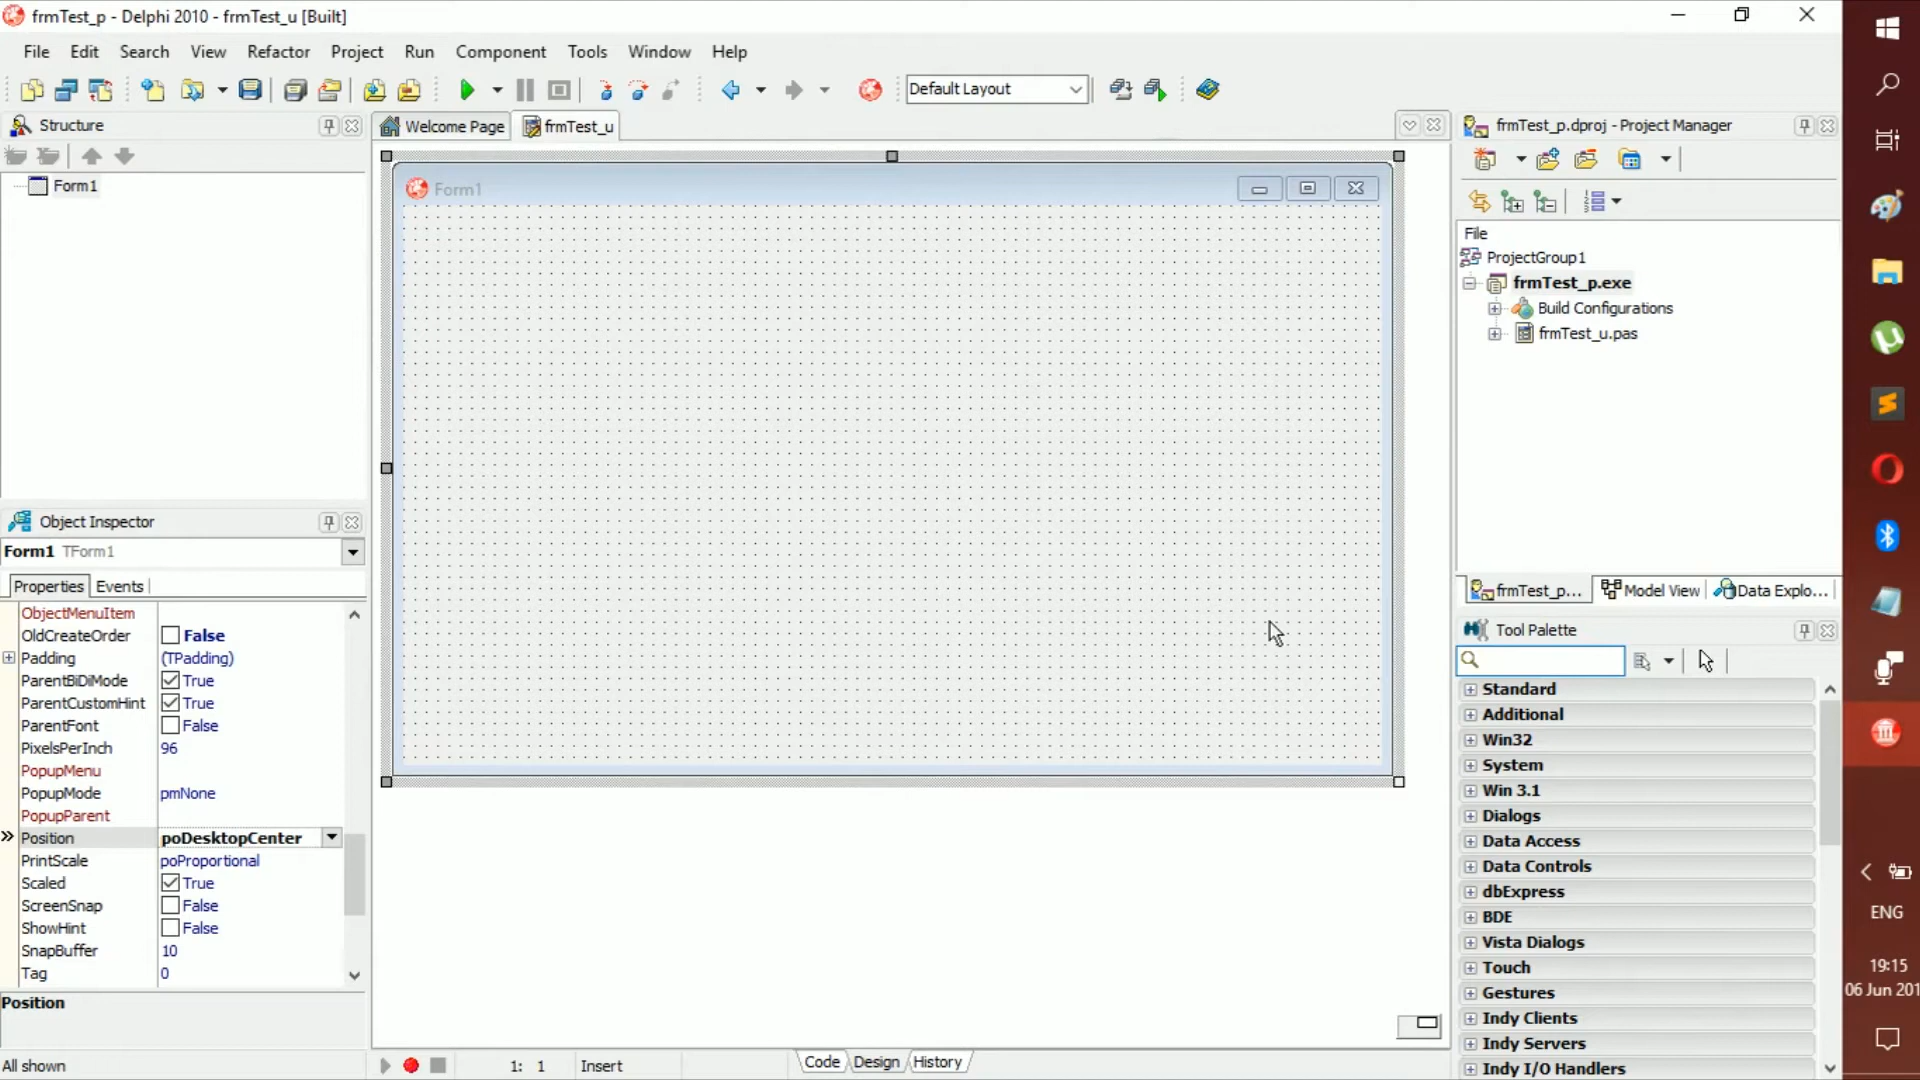 frmTest_p - Delphi 2010 - frmTest_u [Built]
File Edit Search View Refactor Project Run Component Tools Window Help
Default Layout
Structure
Welcome Page
frmTest_u
frmTest_p.dproj - Project Manager
Form1
Form1
File
ProjectGroup1
frmTest_p.exe
Build Configurations
frmTest_u.pas
Object Inspector
Form1 TForm1
Properties Events
ObjectMenuItem
OldCreateOrder False
Padding (TPadding)
ParentBiDiMode True
ParentCustomHint True
ParentFont False
PixelsPerInch 96
PopupMenu
PopupMode pmNone
PopupParent
Position poDesktopCenter
PrintScale poProportional
Scaled True
ScreenSnap False
ShowHint False
SnapBuffer 10
Tag 0
Position
All shown
frmTest_p... Model View Data Explo...
Tool Palette
Standard
Additional
Win32
System
Win 3.1
Dialogs
Data Access
Data Controls
dbExpress
BDE
Vista Dialogs
Touch
Gestures
Indy Clients
Indy Servers
Indy I/O Handlers
1: 1 Insert
Code Design History
ENG
19:15
06 Jun 201